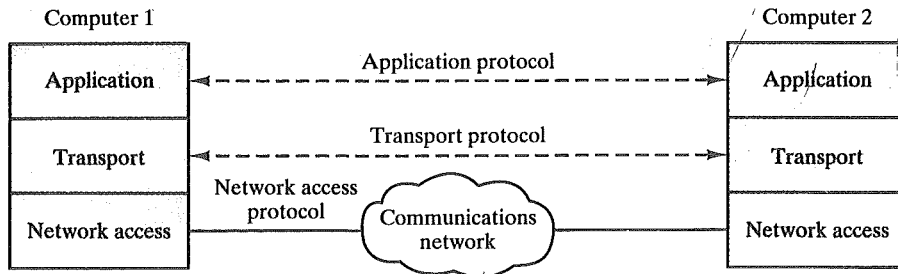 Computer 1
Computer 2
Application
Application protocol
Application
Transport
Transport protocol
Transport
Network access
Network access
protocol
Communications
network
Network access